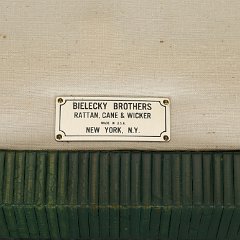 BIELECKY BROTHERS
RATTAN, CANE & WICKER
MADE IN U.S.A.
NEW YORK, N.Y.